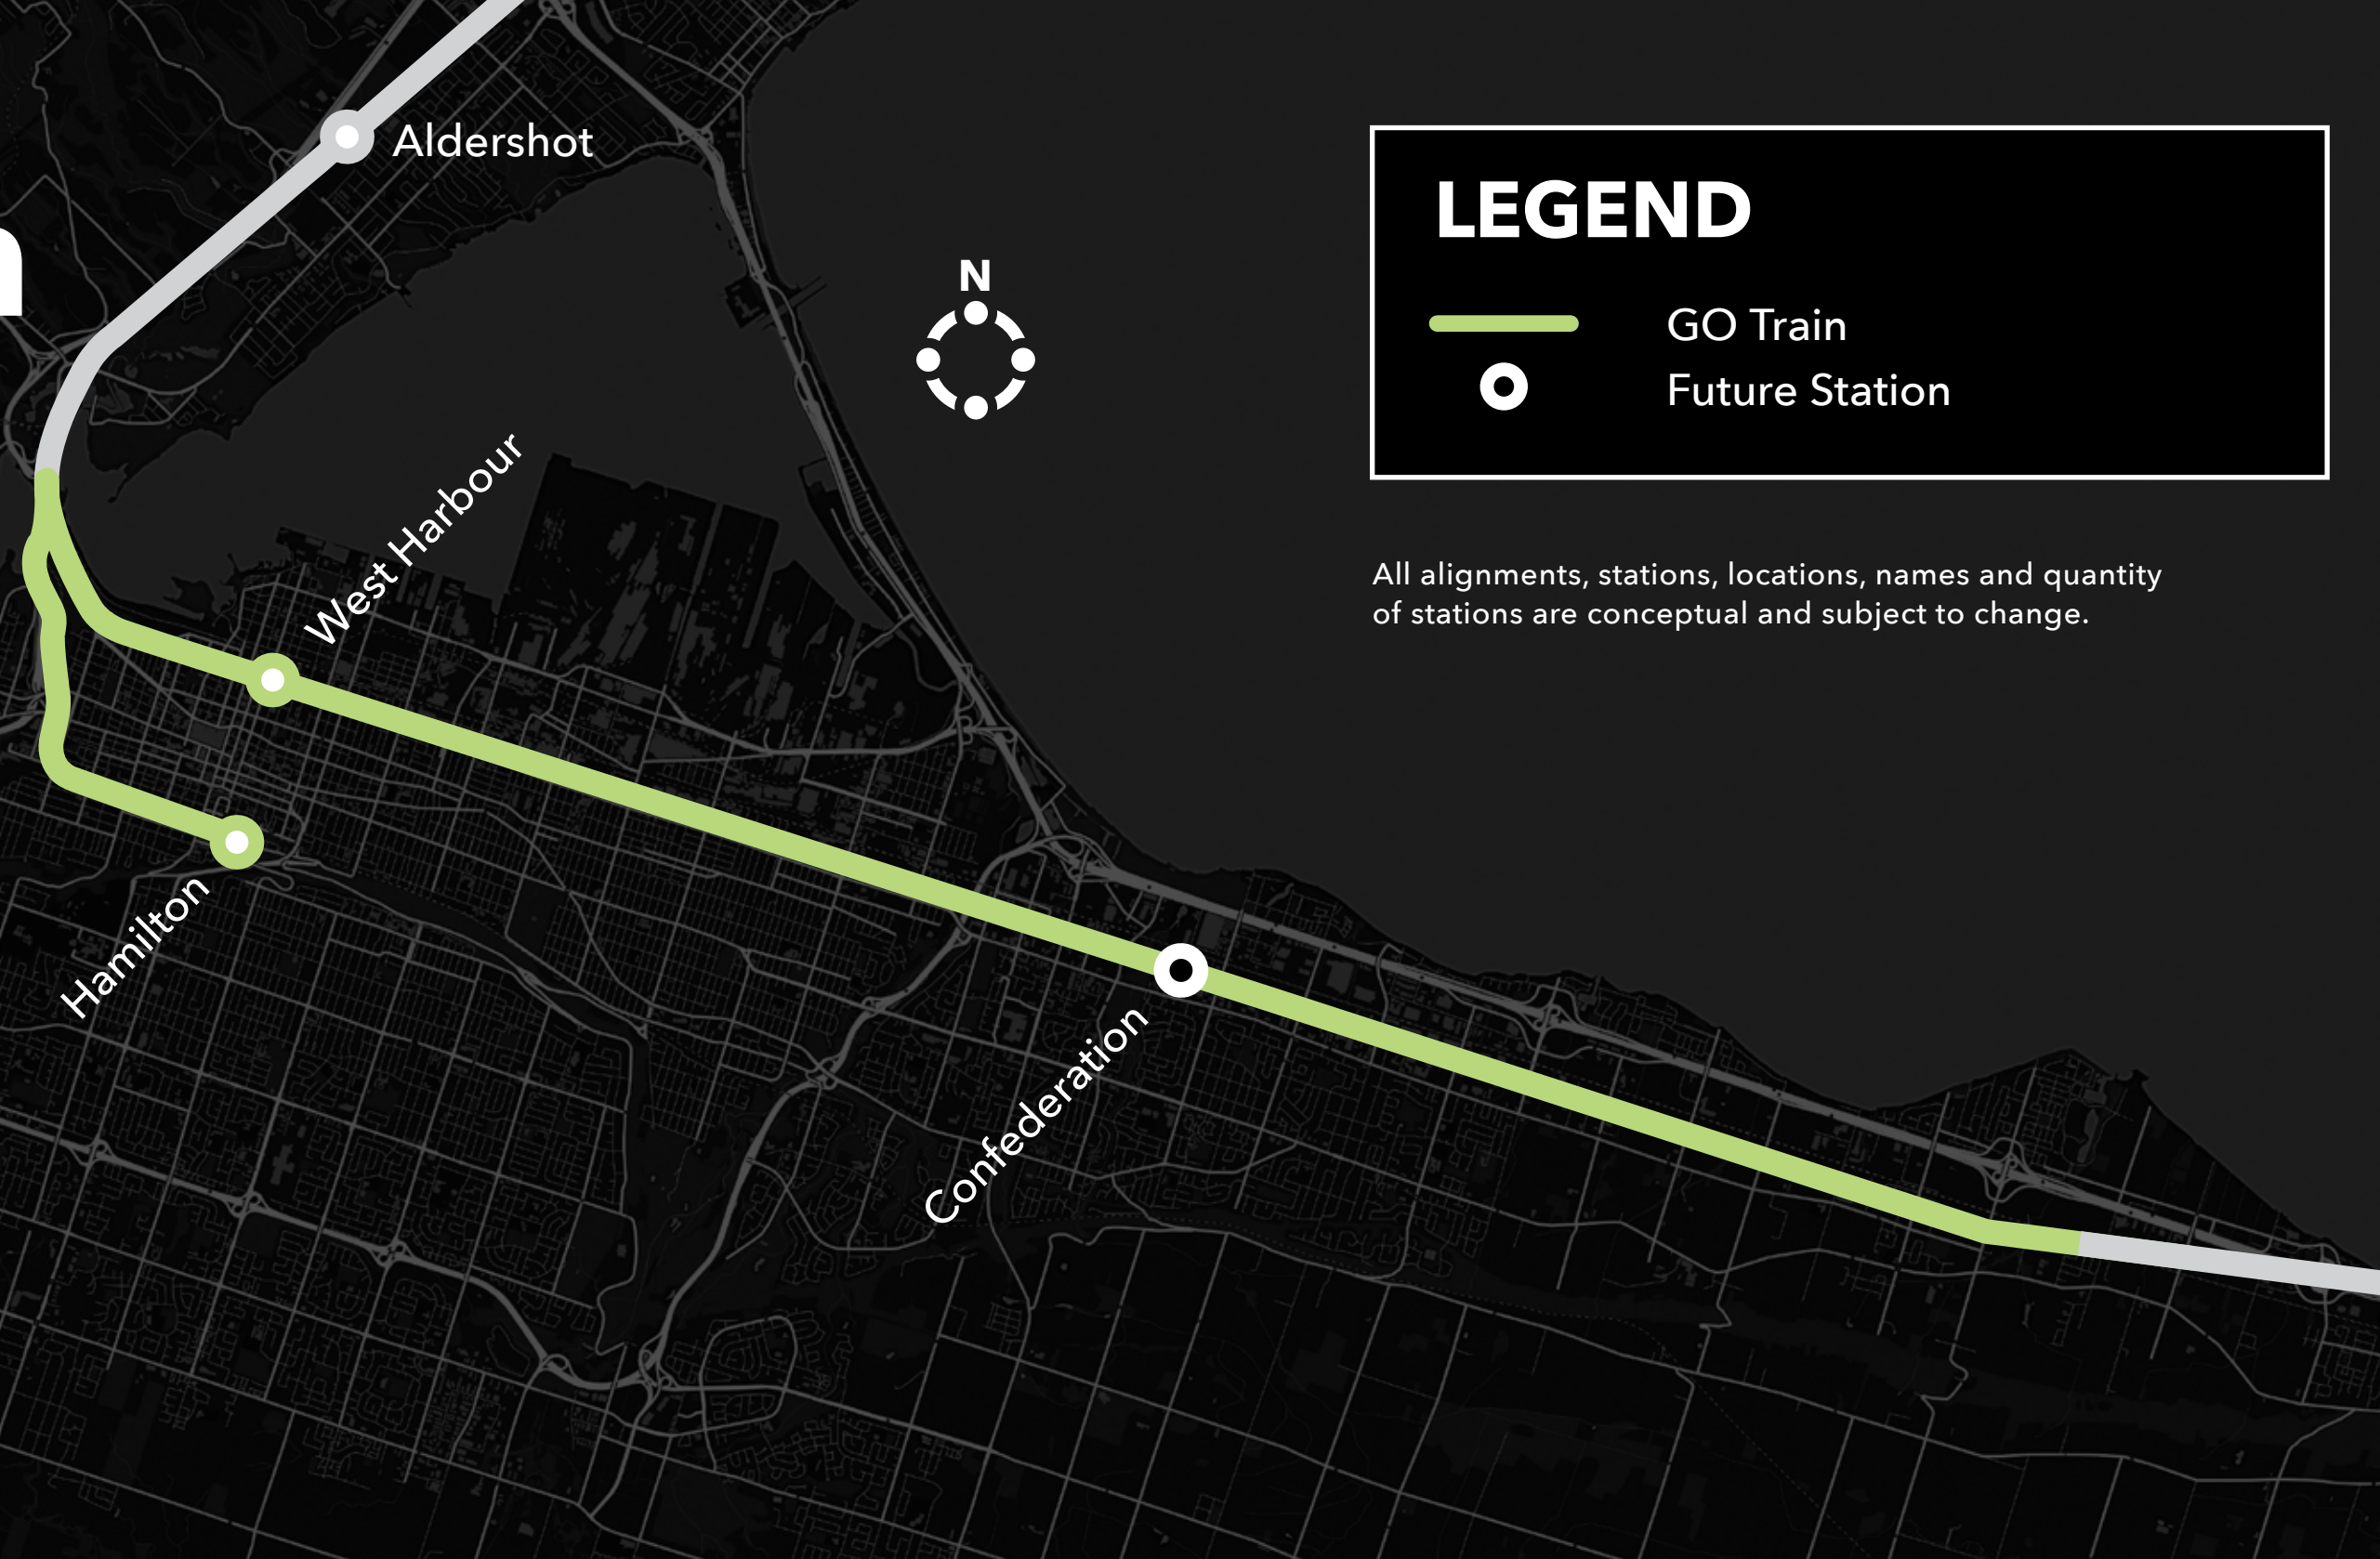 Aldershot
N
West Harbour
Hamilton
Confederation
LEGEND
GO Train
Future Station
All alignments, stations, locations, names and quantity
of stations are conceptual and subject to change.